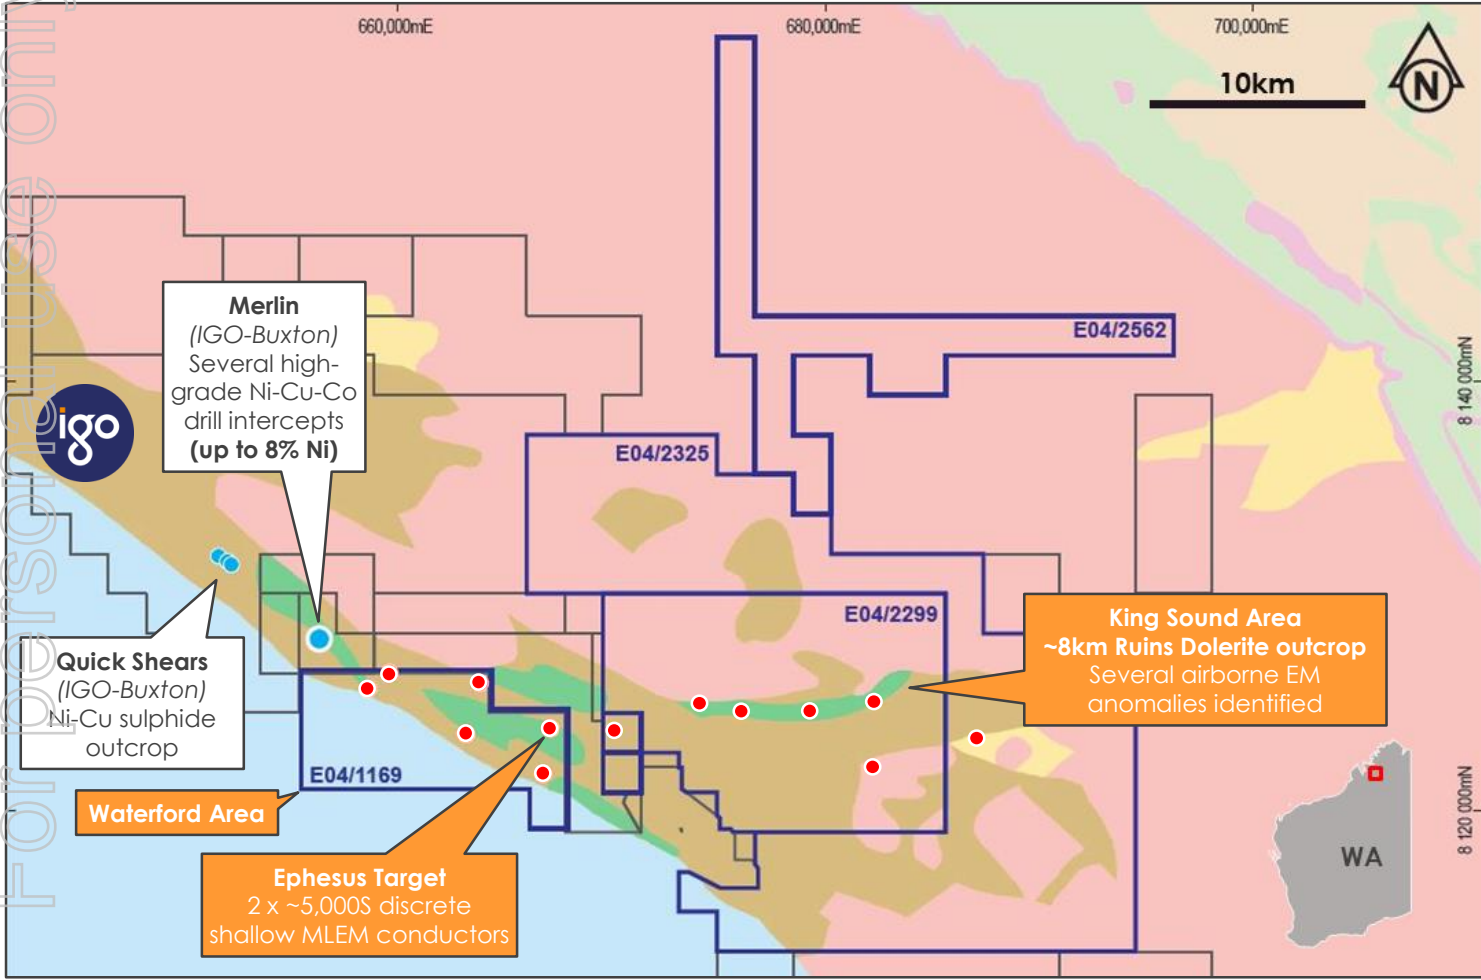 For personal use only
660,000mE
680,000mE
700,000mE
10km
N
E04/2562
8 140 000mN
Merlin
(IGO-Buxton)
Several high-
grade Ni-Cu-Co
drill intercepts
(up to 8% Ni)
igo
E04/2325
E04/2299
King Sound Area
~8km Ruins Dolerite outcrop
Several airborne EM
anomalies identified
Quick Shears
(IGO-Buxton)
Ni-Cu sulphide
outcrop
E04/1169
Waterford Area
8 120 000mN
WA
Ephesus Target
2 x ~5,000S discrete
shallow MLEM conductors